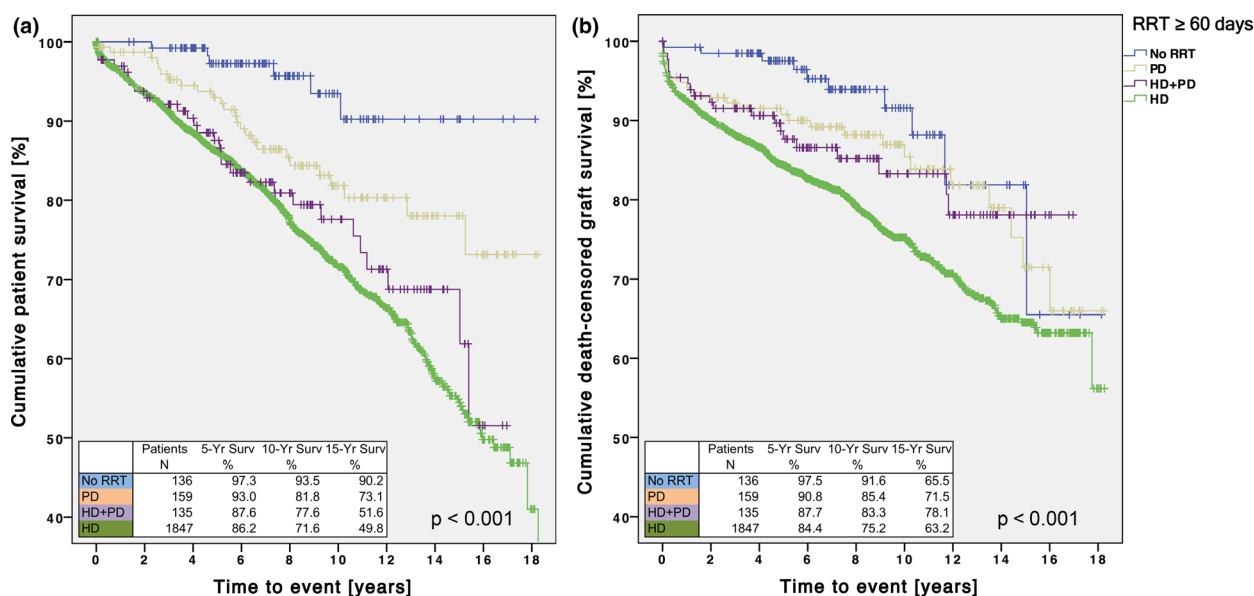 (a)
Cumulative patient survival [%]
100
90
80
70
60
50
40
Patients 5-Yr Surv 10-Yr Surv 15-Yr Surv
N % % %
No RRT 136 97.3 93.5 90.2
PD 159 93.0 81.8 73.1
HD+PD 135 87.6 77.6 51.6
HD 1847 86.2 71.6 49.8
p < 0.001
0 2 4 6 8 10 12 14 16 18
Time to event [years]
(b)
Cumulative death-censored graft survival [%]
100
90
80
70
60
50
40
Patients 5-Yr Surv 10-Yr Surv 15-Yr Surv
N % % %
No RRT 136 97.5 91.6 65.5
PD 159 90.8 85.4 71.5
HD+PD 135 87.7 83.3 78.1
HD 1847 84.4 75.2 63.2
p < 0.001
0 2 4 6 8 10 12 14 16 18
Time to event [years]
RRT ≥ 60 days
No RRT
PD
HD+PD
HD